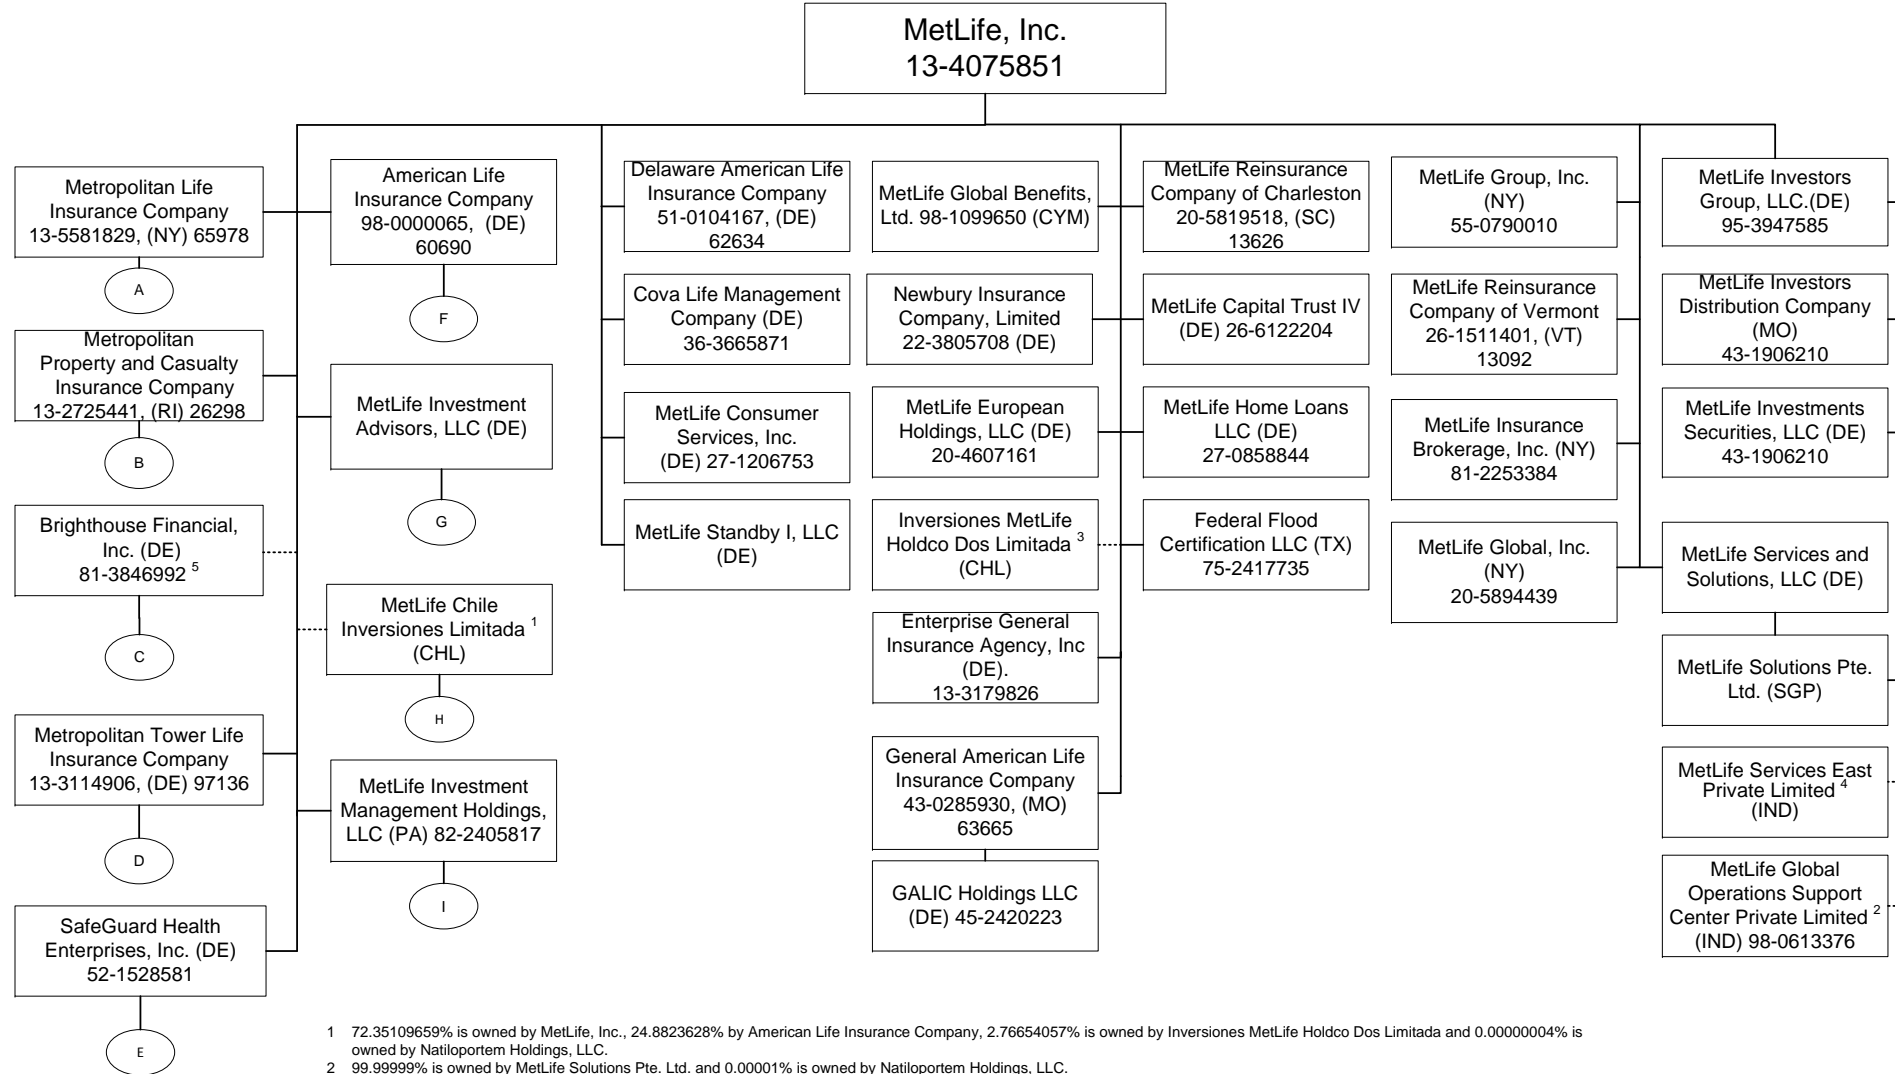 MetLife, Inc.
13-4075851
Metropolitan Life
Insurance Company
13-5581829, (NY) 65978
A
Metropolitan
Property and Casualty
Insurance Company
13-2725441, (RI) 26298
B
Brighthouse Financial,
Inc. (DE)
81-3846992 5
C
Metropolitan Tower Life
Insurance Company
13-3114906, (DE) 97136
D
SafeGuard Health
Enterprises, Inc. (DE)
52-1528581
E
American Life
Insurance Company
98-0000065, (DE)
60690
F
MetLife Investment
Advisors, LLC (DE)
G
MetLife Chile
Inversiones Limitada 1
(CHL)
H
MetLife Investment
Management Holdings,
LLC (PA) 82-2405817
I
Delaware American Life
Insurance Company
51-0104167, (DE)
62634
Cova Life Management
Company (DE)
36-3665871
MetLife Consumer
Services, Inc.
(DE) 27-1206753
MetLife Standby I, LLC
(DE)
MetLife Global Benefits,
Ltd. 98-1099650 (CYM)
Newbury Insurance
Company, Limited
22-3805708 (DE)
MetLife European
Holdings, LLC (DE)
20-4607161
Inversiones MetLife
Holdco Dos Limitada 3
(CHL)
Enterprise General
Insurance Agency, Inc
(DE).
13-3179826
General American Life
Insurance Company
43-0285930, (MO)
63665
GALIC Holdings LLC
(DE) 45-2420223
MetLife Reinsurance
Company of Charleston
20-5819518, (SC)
13626
MetLife Capital Trust IV
(DE) 26-6122204
MetLife Home Loans
LLC (DE)
27-0858844
Federal Flood
Certification LLC (TX)
75-2417735
MetLife Group, Inc.
(NY)
55-0790010
MetLife Reinsurance
Company of Vermont
26-1511401, (VT)
13092
MetLife Insurance
Brokerage, Inc. (NY)
81-2253384
MetLife Global, Inc.
(NY)
20-5894439
MetLife Investors
Group, LLC.(DE)
95-3947585
MetLife Investors
Distribution Company
(MO)
43-1906210
MetLife Investments
Securities, LLC (DE)
43-1906210
MetLife Services and
Solutions, LLC (DE)
MetLife Solutions Pte.
Ltd. (SGP)
MetLife Services East
Private Limited 4
(IND)
MetLife Global
Operations Support
Center Private Limited 2
(IND) 98-0613376
1 72.35109659% is owned by MetLife, Inc., 24.8823628% by American Life Insurance Company, 2.76654057% is owned by Inversiones MetLife Holdco Dos Limitada and 0.00000004% is
owned by Natiloportem Holdings, LLC.
2 99.99999% is owned by MetLife Solutions Pte. Ltd. and 0.00001% is owned by Natiloportem Holdings, LLC.